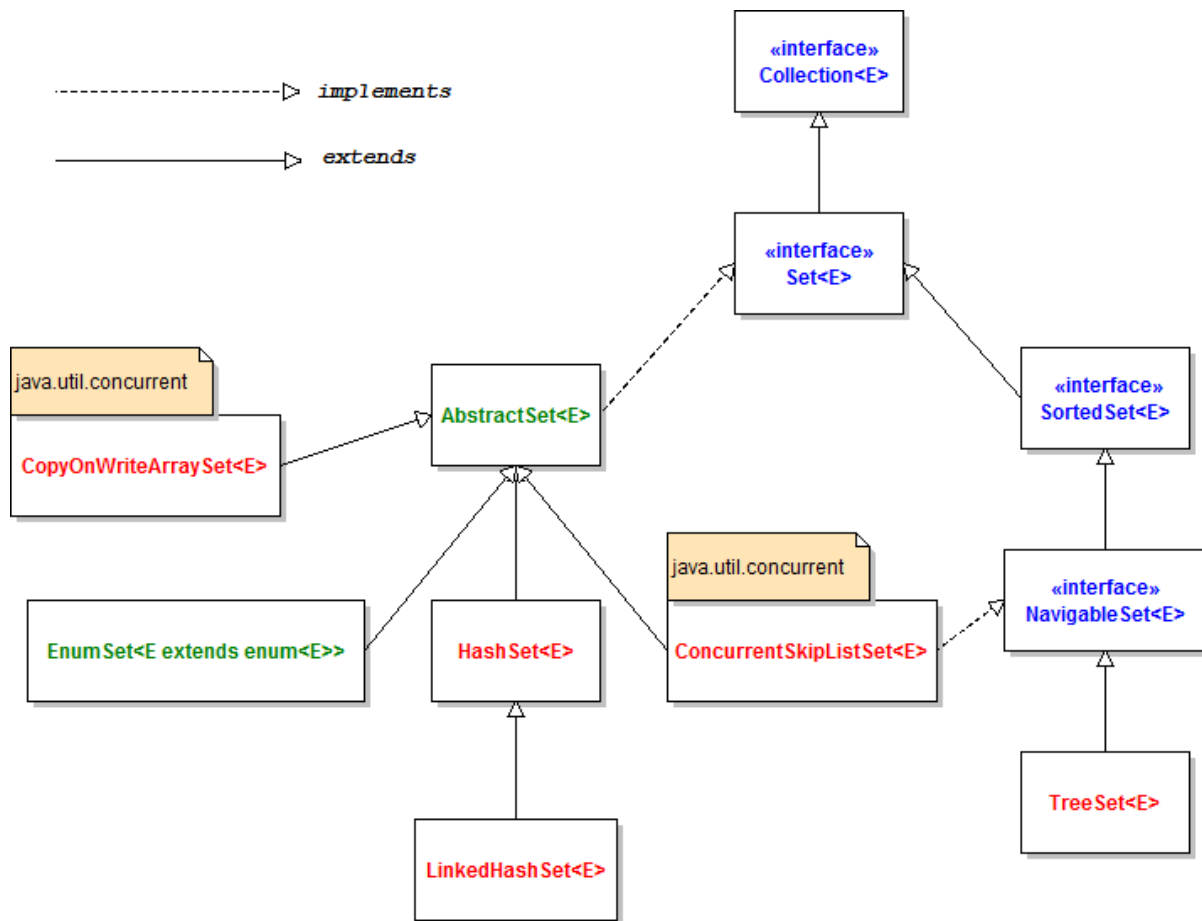 «interface»
Collection<E>
implements
extends
«interface»
Set<E>
java.util.concurrent
CopyOnWriteArraySet<E>
AbstractSet<E>
«interface»
SortedSet<E>
java.util.concurrent
«interface»
NavigableSet<E>
EnumSet<E extends enum<E>>
HashSet<E>
ConcurrentSkipListSet<E>
TreeSet<E>
LinkedHashSet<E>